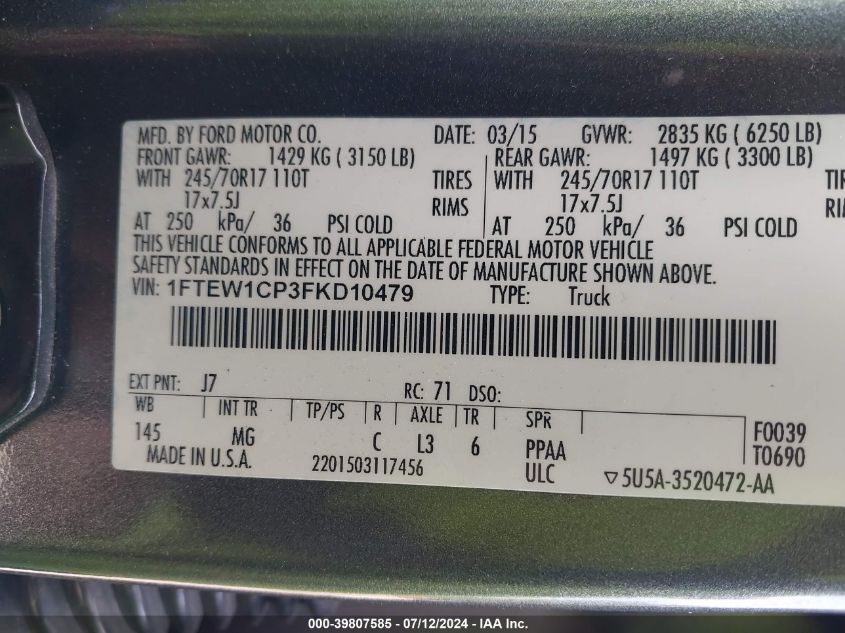 MFD. BY FORD MOTOR CO. DATE: 03/15 GVWR: 2835 KG ( 6250 LB)
FRONT GAWR: 1429 KG ( 3150 LB) REAR GAWR: 1497 KG ( 3300 LB)
WITH 245/70R17 110T TIRES WITH 245/70R17 110T TIR
17x7.5J RIMS 17x7.5J RI
AT 250 kPa/ 36 PSI COLD AT 250 kPa/ 36 PSI COLD
THIS VEHICLE CONFORMS TO ALL APPLICABLE FEDERAL MOTOR VEHICLE
SAFETY STANDARDS IN EFFECT ON THE DATE OF MANUFACTURE SHOWN ABOVE.
VIN: 1FTEW1CP3FKD10479 TYPE: Truck
EXT PNT: J7 RC: 71 DSO:
WB INT TR TP/PS R AXLE TR SPR F0039
145 MG C L3 6 PPAA T0690
MADE IN U.S.A. 2201503117456 ULC ▽5U5A-3520472-AA
000-39807585 - 07/12/2024 - IAA Inc.